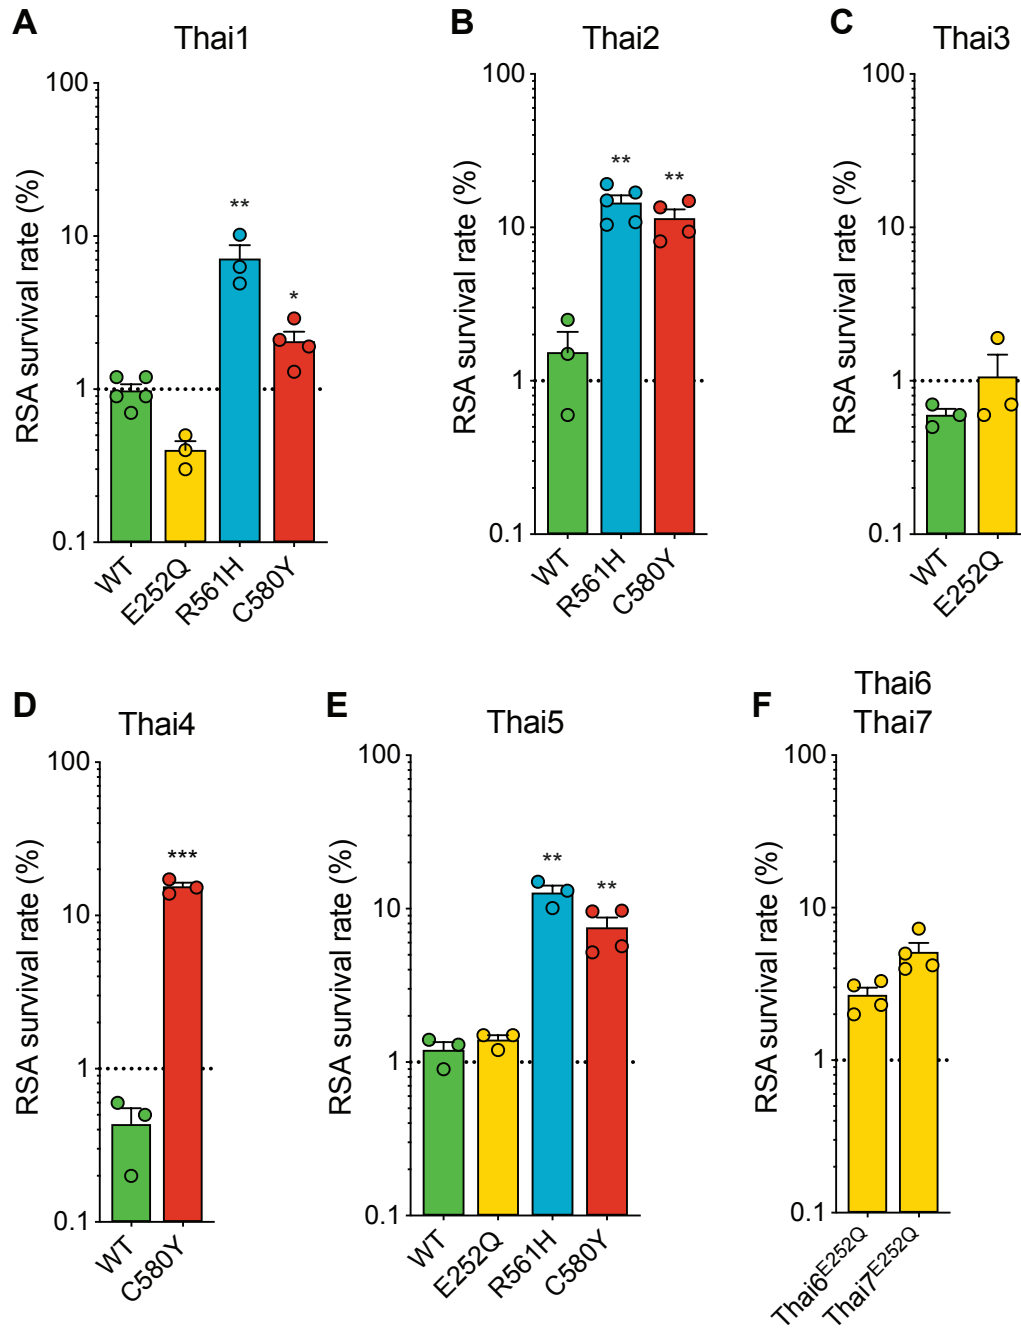 A
Thai1
RSA survival rate (%)
100
10
1
0.1
**
*
WT
E252Q
R561H
C580Y
B
Thai2
RSA survival rate (%)
100
10
1
0.1
**
**
WT
R561H
C580Y
C
Thai3
RSA survival rate (%)
100
10
1
0.1
WT
E252Q
D
Thai4
RSA survival rate (%)
100
10
1
0.1
***
WT
C580Y
E
Thai5
RSA survival rate (%)
100
10
1
0.1
**
**
WT
E252Q
R561H
C580Y
F
Thai6
Thai7
RSA survival rate (%)
100
10
1
0.1
Thai6E252Q
Thai7E252Q